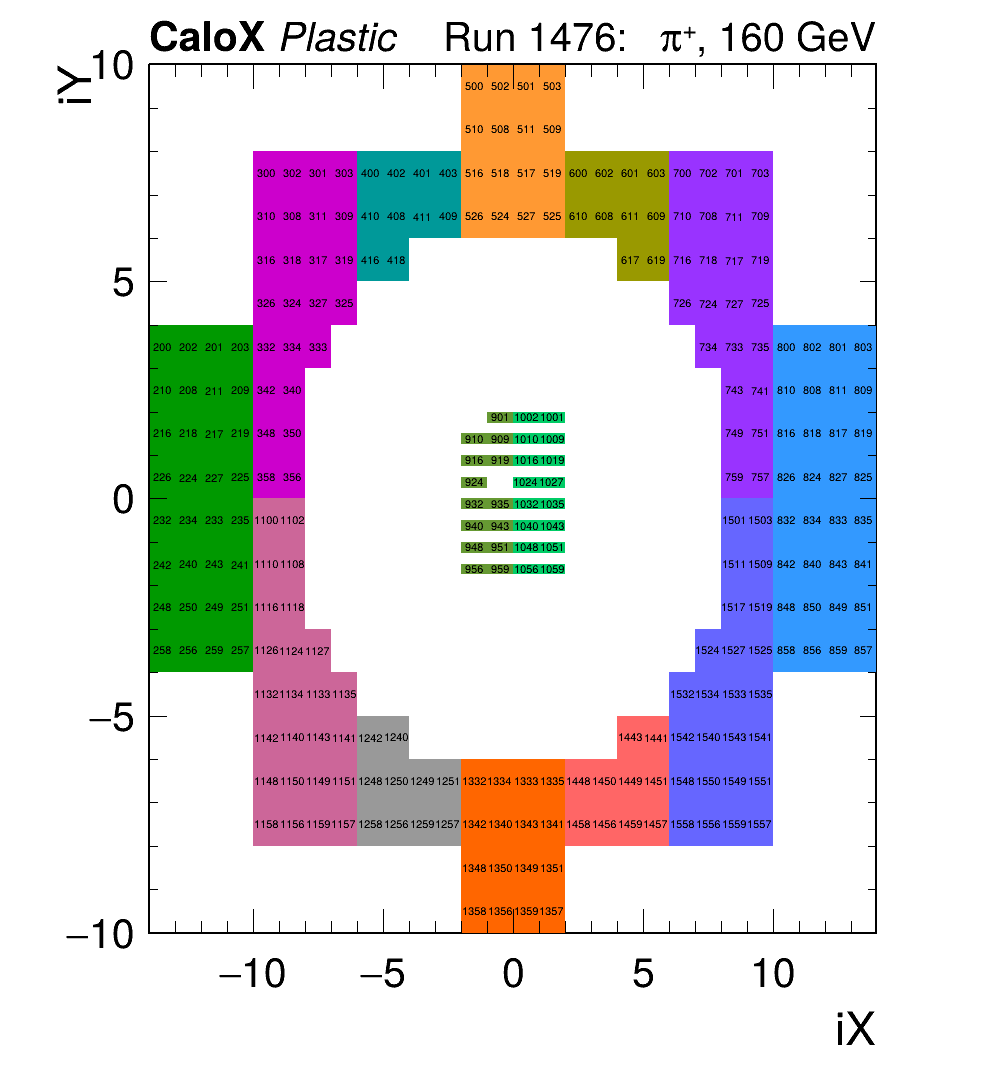 CaloX Plastic Run 1476: π⁺, 160 GeV
iY
10
500 502 501 503
510 508 511 509
300 302 301 303 400 402 401 403 516 518 517 519 600 602 601 603 700 702 701 703
310 308 311 309 410 408 411 409 526 524 527 525 610 608 611 609 710 708 711 709
5
316 318 317 319 416 418 617 619 716 718 717 719
326 324 327 325 726 724 727 725
200 202 201 203 332 334 333 734 733 735 800 802 801 803
210 208 211 209 342 340 743 741 810 808 811 809
901 1002 1001
216 218 217 219 348 350 910 909 1010 1009 749 751 816 818 817 819
916 919 1016 1019
226 224 227 225 358 356 924 1024 1027 759 757 826 824 827 825
0
932 935 1032 1035
232 234 233 235 1100 1102 1501 1503 832 834 833 835
940 943 1040 1043
948 951 1048 1051
242 240 243 241 1110 1108 1511 1509 842 840 843 841
956 959 1056 1059
248 250 249 251 1116 1118 1517 1519 848 850 849 851
258 256 259 257 1126 1124 1127 1524 1527 1525 858 856 859 857
1132 1134 1133 1135 1532 1534 1533 1535
−5
1142 1140 1143 1141 1242 1240 1443 1441 1542 1540 1543 1541
1148 1150 1149 1151 1248 1250 1249 1251 1332 1334 1333 1335 1448 1450 1449 1451 1548 1550 1549 1551
1158 1156 1159 1157 1258 1256 1259 1257 1342 1340 1343 1341 1458 1456 1459 1457 1558 1556 1559 1557
1348 1350 1349 1351
1358 1356 1359 1357
−10
−10 −5 0 5 10
iX